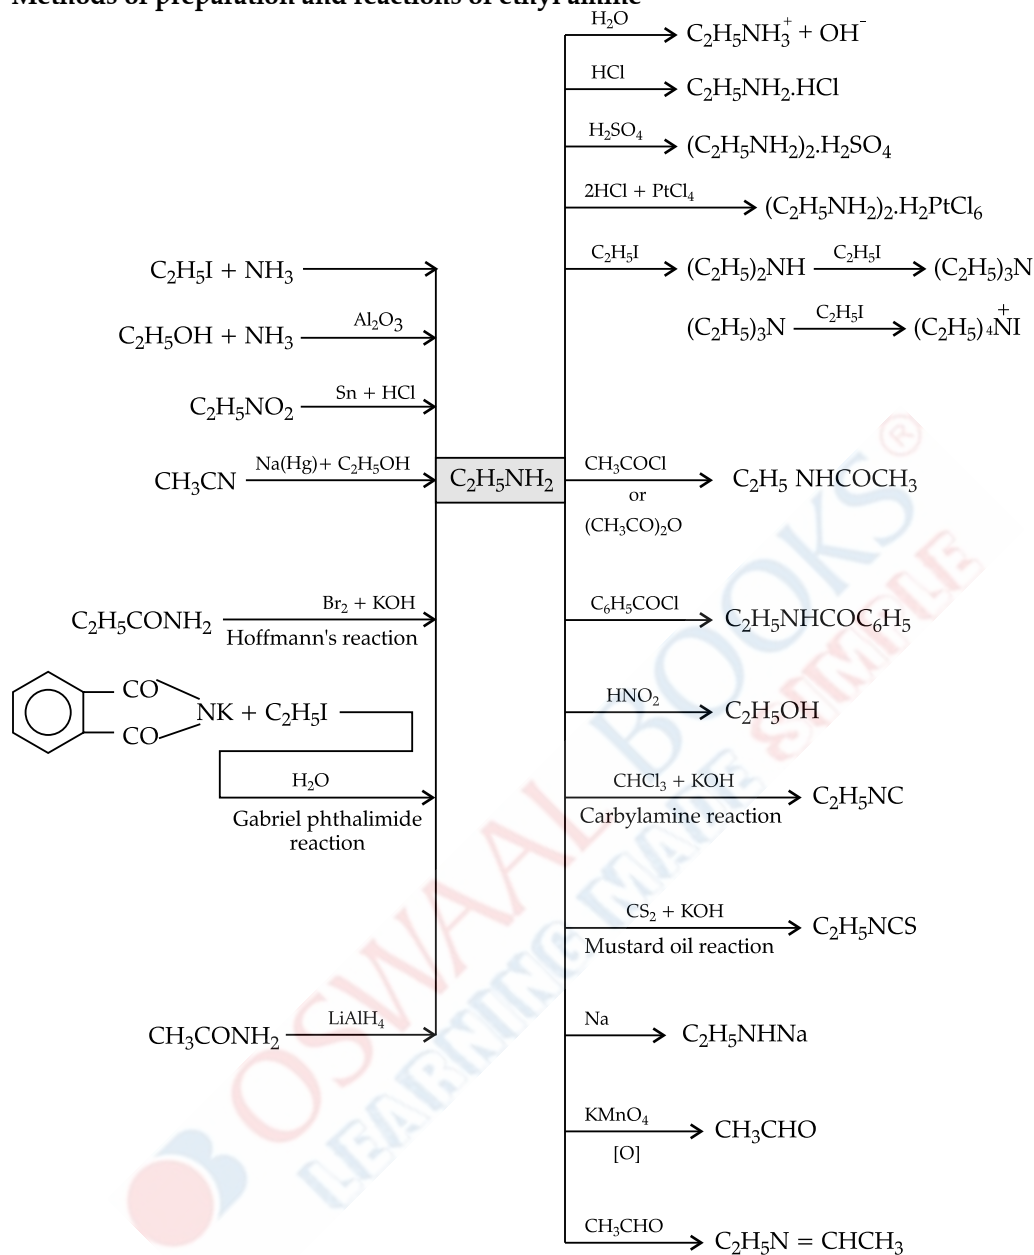 Methods of preparation and reactions of ethyl amine
H₂O
C₂H₅NH₃⁺ + OH⁻
HCl
C₂H₅NH₂.HCl
H₂SO₄
(C₂H₅NH₂)₂.H₂SO₄
2HCl + PtCl₄
(C₂H₅NH₂)₂.H₂PtCl₆
C₂H₅I + NH₃
C₂H₅I
(C₂H₅)₂NH
C₂H₅I
(C₂H₅)₃N
C₂H₅OH + NH₃
Al₂O₃
(C₂H₅)₃N
C₂H₅I
(C₂H₅)₄N⁺I
C₂H₅NO₂
Sn + HCl
CH₃CN
Na(Hg)+ C₂H₅OH
C₂H₅NH₂
CH₃COCl
or
(CH₃CO)₂O
C₂H₅ NHCOCH₃
C₂H₅CONH₂
Br₂ + KOH
Hoffmann's reaction
C₆H₅COCl
C₂H₅NHCOC₆H₅
CO
CO
NK + C₂H₅I
H₂O
Gabriel phthalimide
reaction
HNO₂
C₂H₅OH
CHCl₃ + KOH
Carbylamine reaction
C₂H₅NC
CS₂ + KOH
Mustard oil reaction
C₂H₅NCS
CH₃CONH₂
LiAlH₄
Na
C₂H₅NHNa
KMnO₄
[O]
CH₃CHO
CH₃CHO
C₂H₅N = CHCH₃
OSWAAL BOOKS®
LEARNING MADE SIMPLE